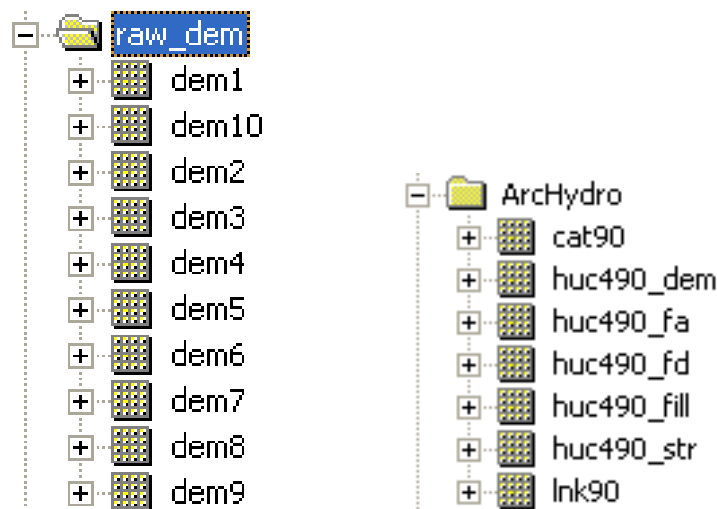 raw_dem
dem1
dem10
dem2
dem3
dem4
dem5
dem6
dem7
dem8
dem9
ArcHydro
cat90
huc490_dem
huc490_fa
huc490_fd
huc490_fill
huc490_str
lnk90